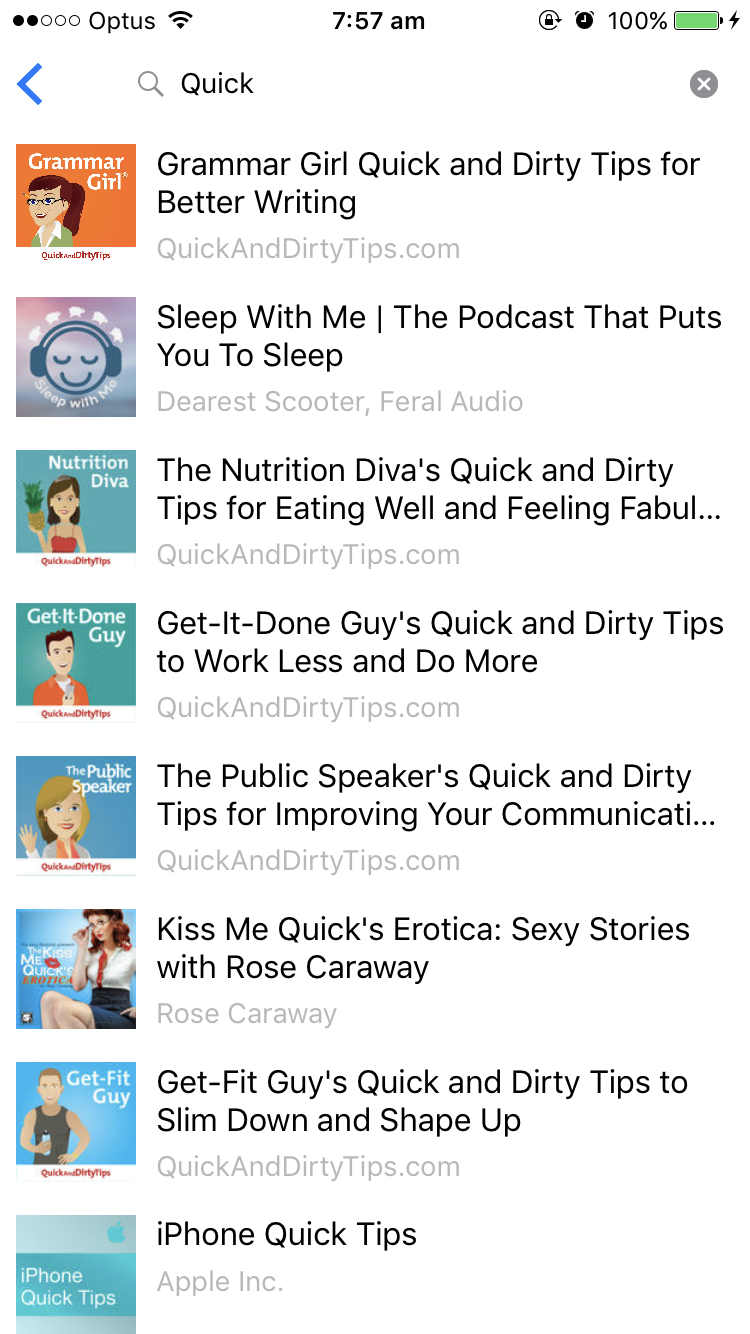 Optus 7:57 am 100%
Quick
Grammar Girl®
QuickAndDirtyTips
Grammar Girl Quick and Dirty Tips for
Better Writing
QuickAndDirtyTips.com
Sleep with Me
Sleep With Me | The Podcast That Puts
You To Sleep
Dearest Scooter, Feral Audio
Nutrition
Diva
QuickAndDirtyTips
The Nutrition Diva's Quick and Dirty
Tips for Eating Well and Feeling Fabul...
QuickAndDirtyTips.com
Get-It-Done
Guy
QuickAndDirtyTips
Get-It-Done Guy's Quick and Dirty Tips
to Work Less and Do More
QuickAndDirtyTips.com
The Public
Speaker
QuickAndDirtyTips
The Public Speaker's Quick and Dirty
Tips for Improving Your Communicati...
QuickAndDirtyTips.com
The Kiss
Me
Quick's
EROTICA
Kiss Me Quick's Erotica: Sexy Stories
with Rose Caraway
Rose Caraway
Get-Fit
Guy
QuickAndDirtyTips
Get-Fit Guy's Quick and Dirty Tips to
Slim Down and Shape Up
QuickAndDirtyTips.com
iPhone
Quick Tips
iPhone Quick Tips
Apple Inc.